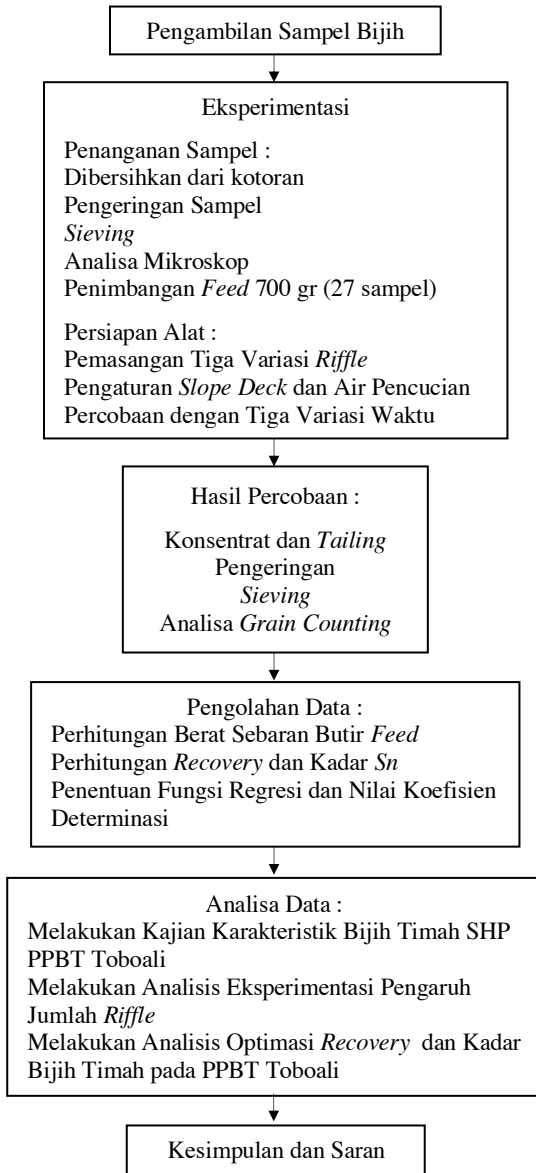 Pengambilan Sampel Bijih
Eksperimentasi
Penanganan Sampel :
Dibersihkan dari kotoran
Pengeringan Sampel
Sieving
Analisa Mikroskop
Penimbangan Feed 700 gr (27 sampel)
Persiapan Alat :
Pemasangan Tiga Variasi Riffle
Pengaturan Slope Deck dan Air Pencucian
Percobaan dengan Tiga Variasi Waktu
Hasil Percobaan :
Konsentrat dan Tailing
Pengeringan
Sieving
Analisa Grain Counting
Pengolahan Data :
Perhitungan Berat Sebaran Butir Feed
Perhitungan Recovery dan Kadar Sn
Penentuan Fungsi Regresi dan Nilai Koefisien
Determinasi
Analisa Data :
Melakukan Kajian Karakteristik Bijih Timah SHP
PPBT Toboali
Melakukan Analisis Eksperimentasi Pengaruh
Jumlah Riffle
Melakukan Analisis Optimasi Recovery dan Kadar
Bijih Timah pada PPBT Toboali
Kesimpulan dan Saran